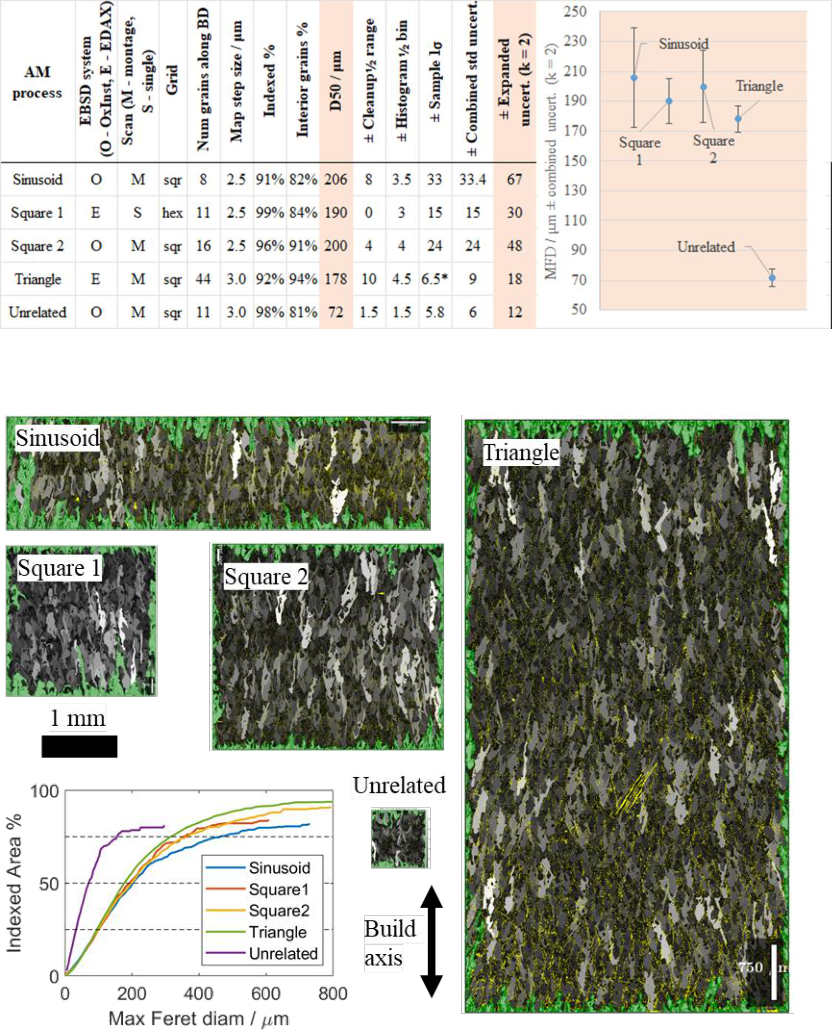 AM process
EBSD system (O - OxInst, E - EDAX)
Scan (M - montage, S - single)
Grid
Num grains along BD
Map step size / µm
Indexed %
Interior grains %
D50 / µm
± Cleanup½ range
± Histogram½ bin
± Sample 1σ
± Combined std uncert.
± Expanded uncert. (k = 2)
Sinusoid O M sqr 8 2.5 91% 82% 206 8 3.5 33 33.4 67
Square 1 E S hex 11 2.5 99% 84% 190 0 3 15 15 30
Square 2 O M sqr 16 2.5 96% 91% 200 4 4 24 24 48
Triangle E M sqr 44 3.0 92% 94% 178 10 4.5 6.5* 9 18
Unrelated O M sqr 11 3.0 98% 81% 72 1.5 1.5 5.8 6 12
MFD / µm ± combined uncert. (k = 2)
250
230
210
190
170
150
130
110
90
70
50
Sinusoid
Triangle
Square 1
Square 2
Unrelated
Sinusoid
Triangle
Square 1
Square 2
1 mm
Unrelated
Build axis
750
Indexed Area %
100
50
0
0 200 400 600 800
Max Feret diam / µm
Sinusoid
Square1
Square2
Triangle
Unrelated